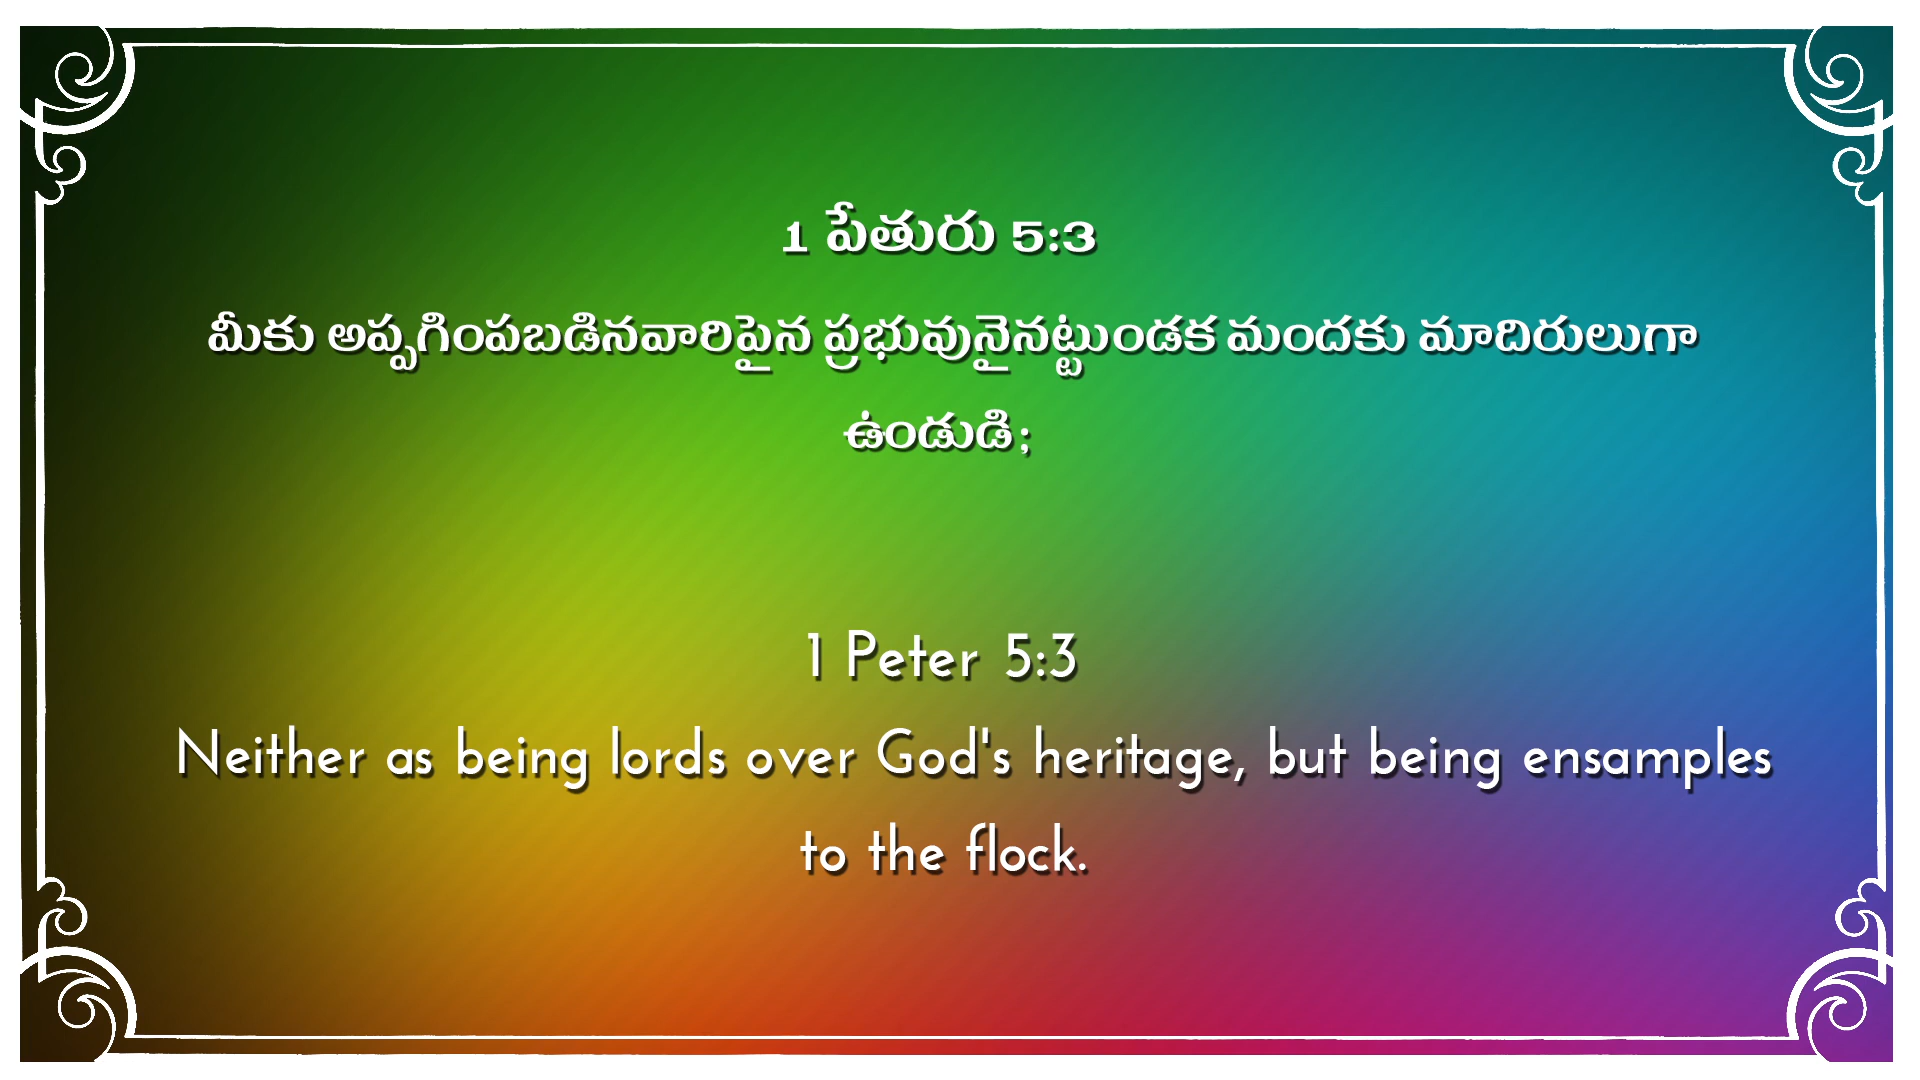 1 పేతురు 5:3
మీకు అప్పగింపబడినవారిపైన ప్రభువునైనట్టుండక మందకు మాదిరులుగా
ఉండుడి;
1 Peter 5:3
Neither as being lords over God's heritage, but being ensamples
to the flock.